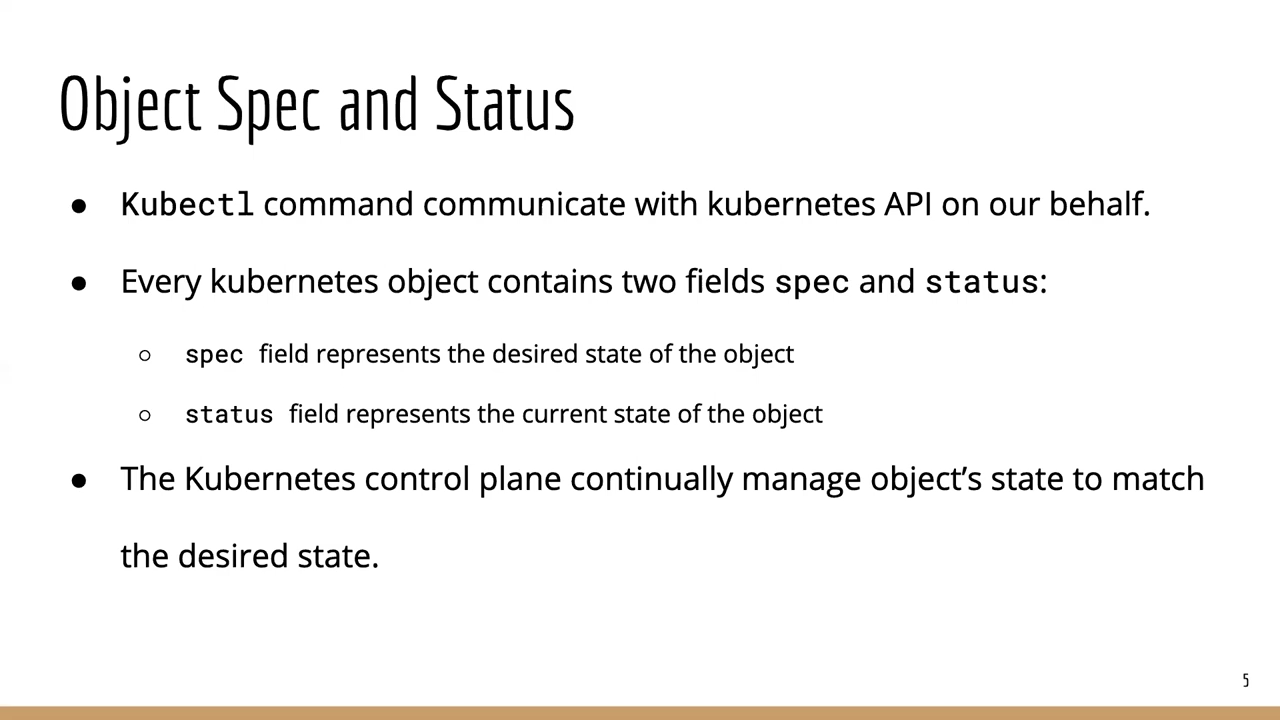 Object Spec and Status
● Kubectl command communicate with kubernetes API on our behalf.
● Every kubernetes object contains two fields spec and status:
○ spec field represents the desired state of the object
○ status field represents the current state of the object
● The Kubernetes control plane continually manage object’s state to match
the desired state.
5